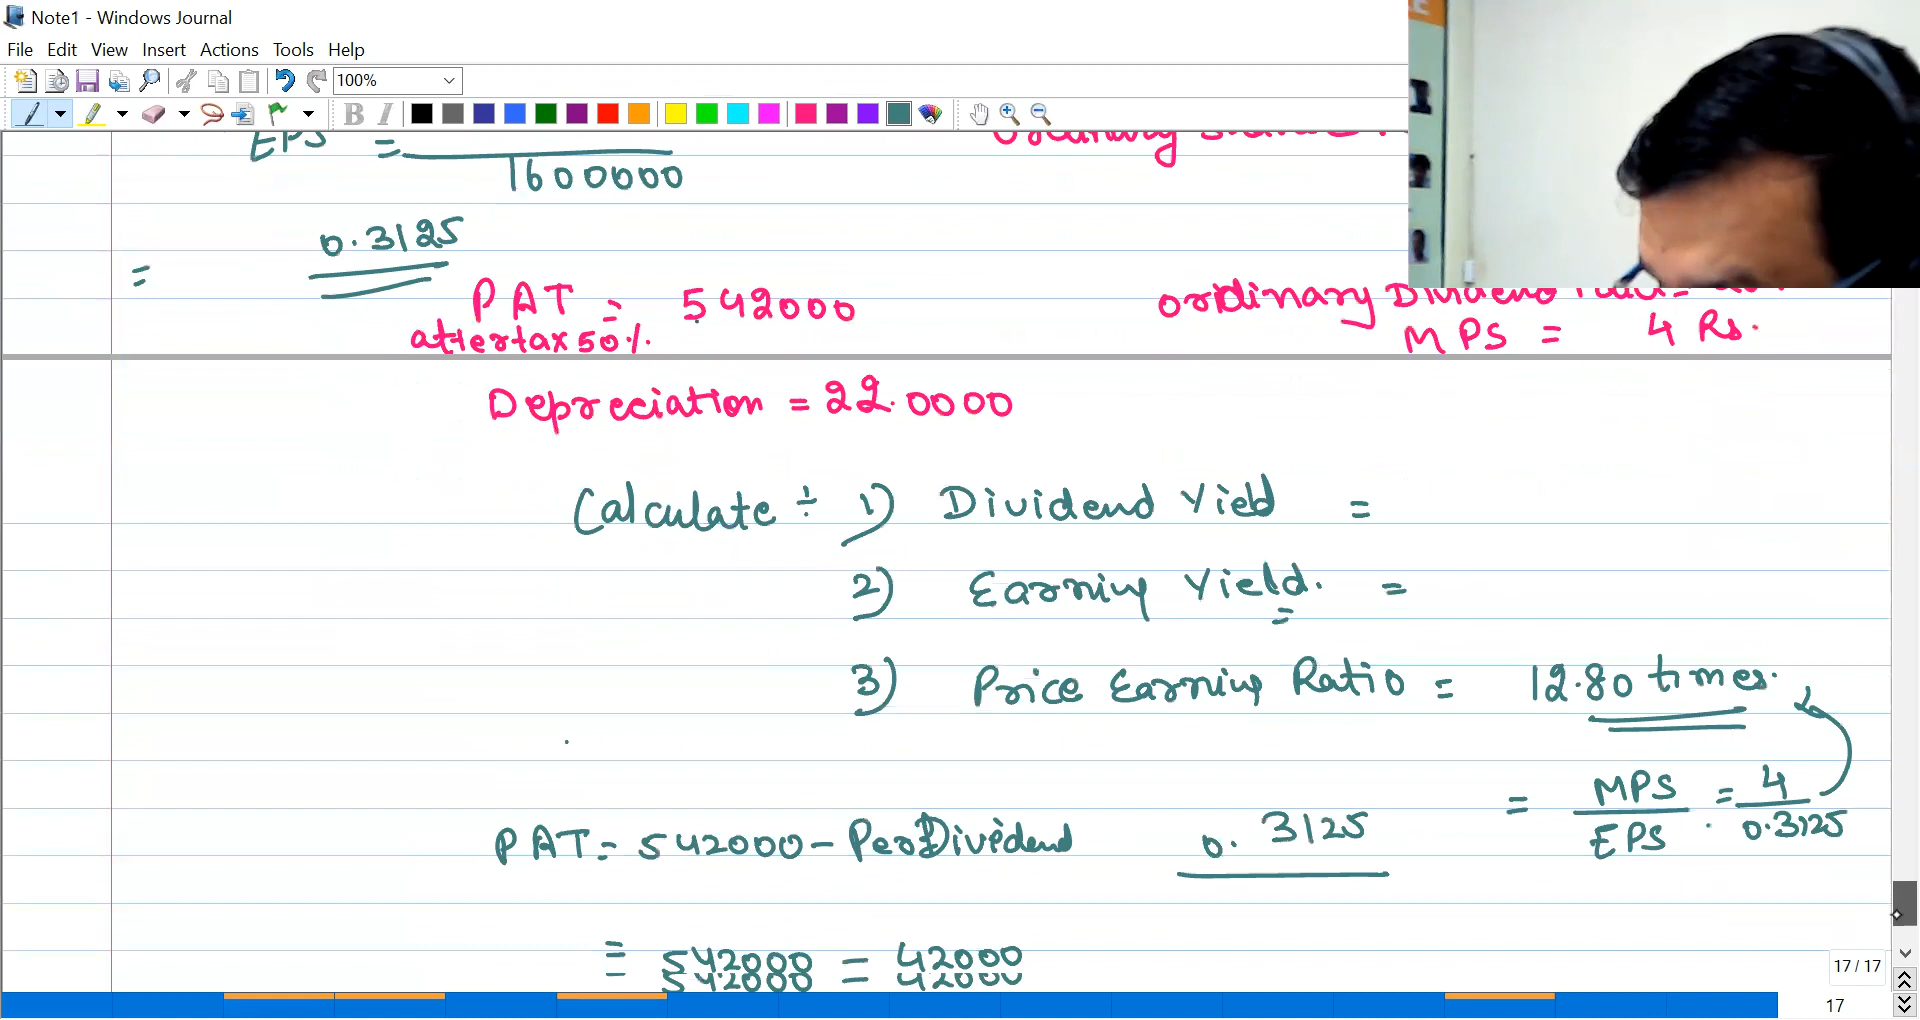 Note1 - Windows Journal
File Edit View Insert Actions Tools Help
100%
B I
EPS =
1600000
= 0.3125
PAT = 542000
after tax 50%.
ordinary Dividend
MPS = 4 Rs.
Depreciation = 22.0000
Calculate ÷ 1) Dividend Yield =
2) Earning Yield. =
3) Price Earning Ratio = 12.80 times.
= MPS = 4
EPS . 0.3125
PAT = 542000 - Dividend 0.3125
= 542000 = 42000
17 / 17
17